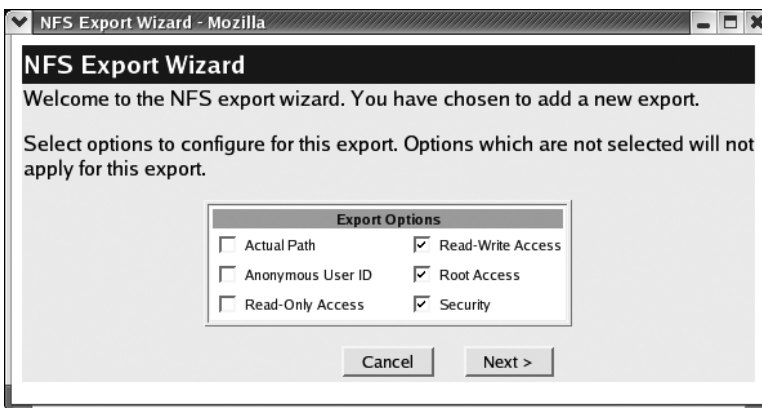 NFS Export Wizard - Mozilla
NFS Export Wizard
Welcome to the NFS export wizard. You have chosen to add a new export.
Select options to configure for this export. Options which are not selected will not
apply for this export.
Export Options
Actual Path
Read-Write Access
Anonymous User ID
Root Access
Read-Only Access
Security
Cancel
Next >